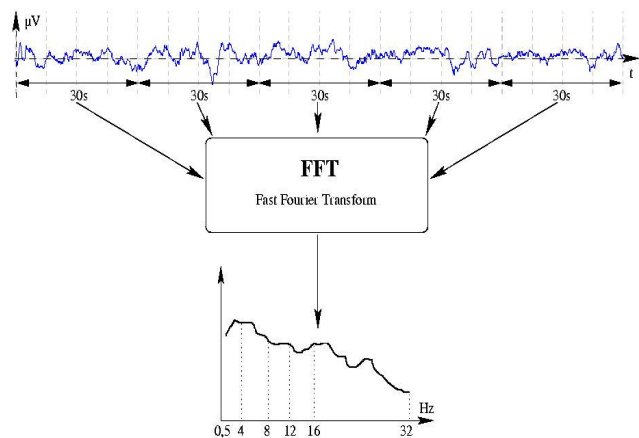 μV
t
30s 30s 30s 30s 30s
FFT
Fast Fourier Transform
Hz
0,5 4 8 12 16 32